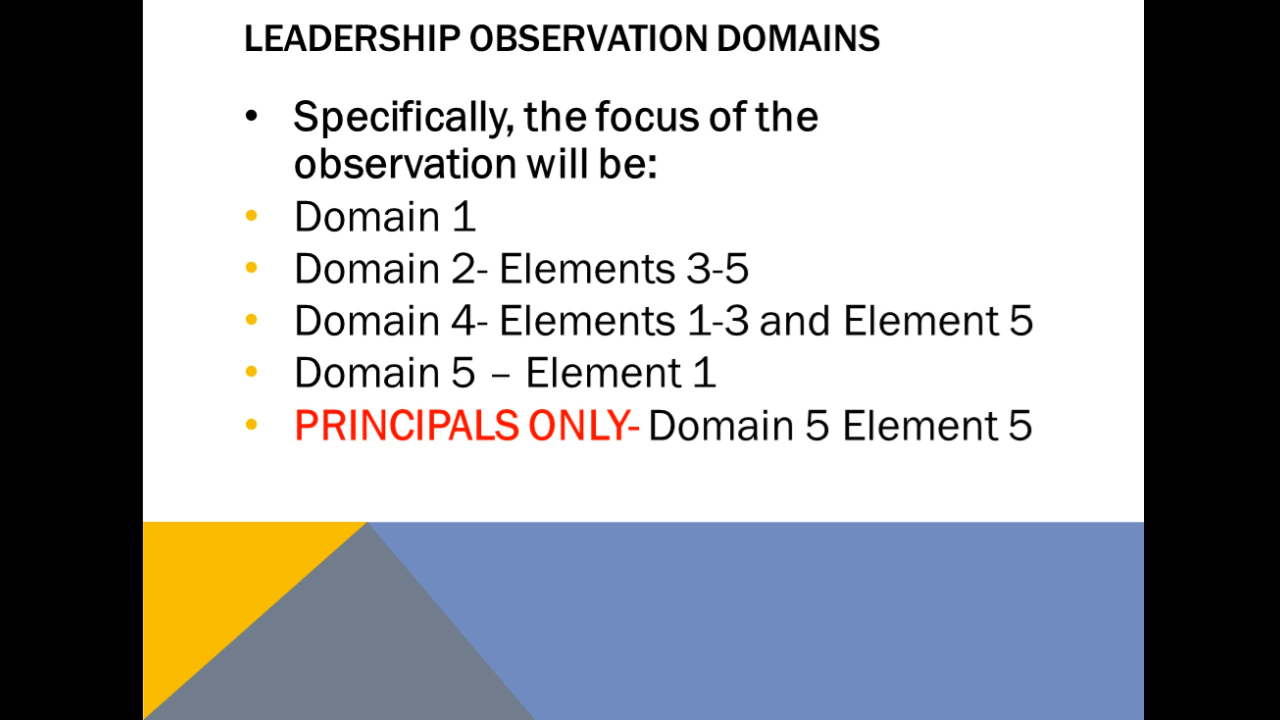 LEADERSHIP OBSERVATION DOMAINS
• Specifically, the focus of the
observation will be:
• Domain 1
• Domain 2- Elements 3-5
• Domain 4- Elements 1-3 and Element 5
• Domain 5 – Element 1
• PRINCIPALS ONLY- Domain 5 Element 5